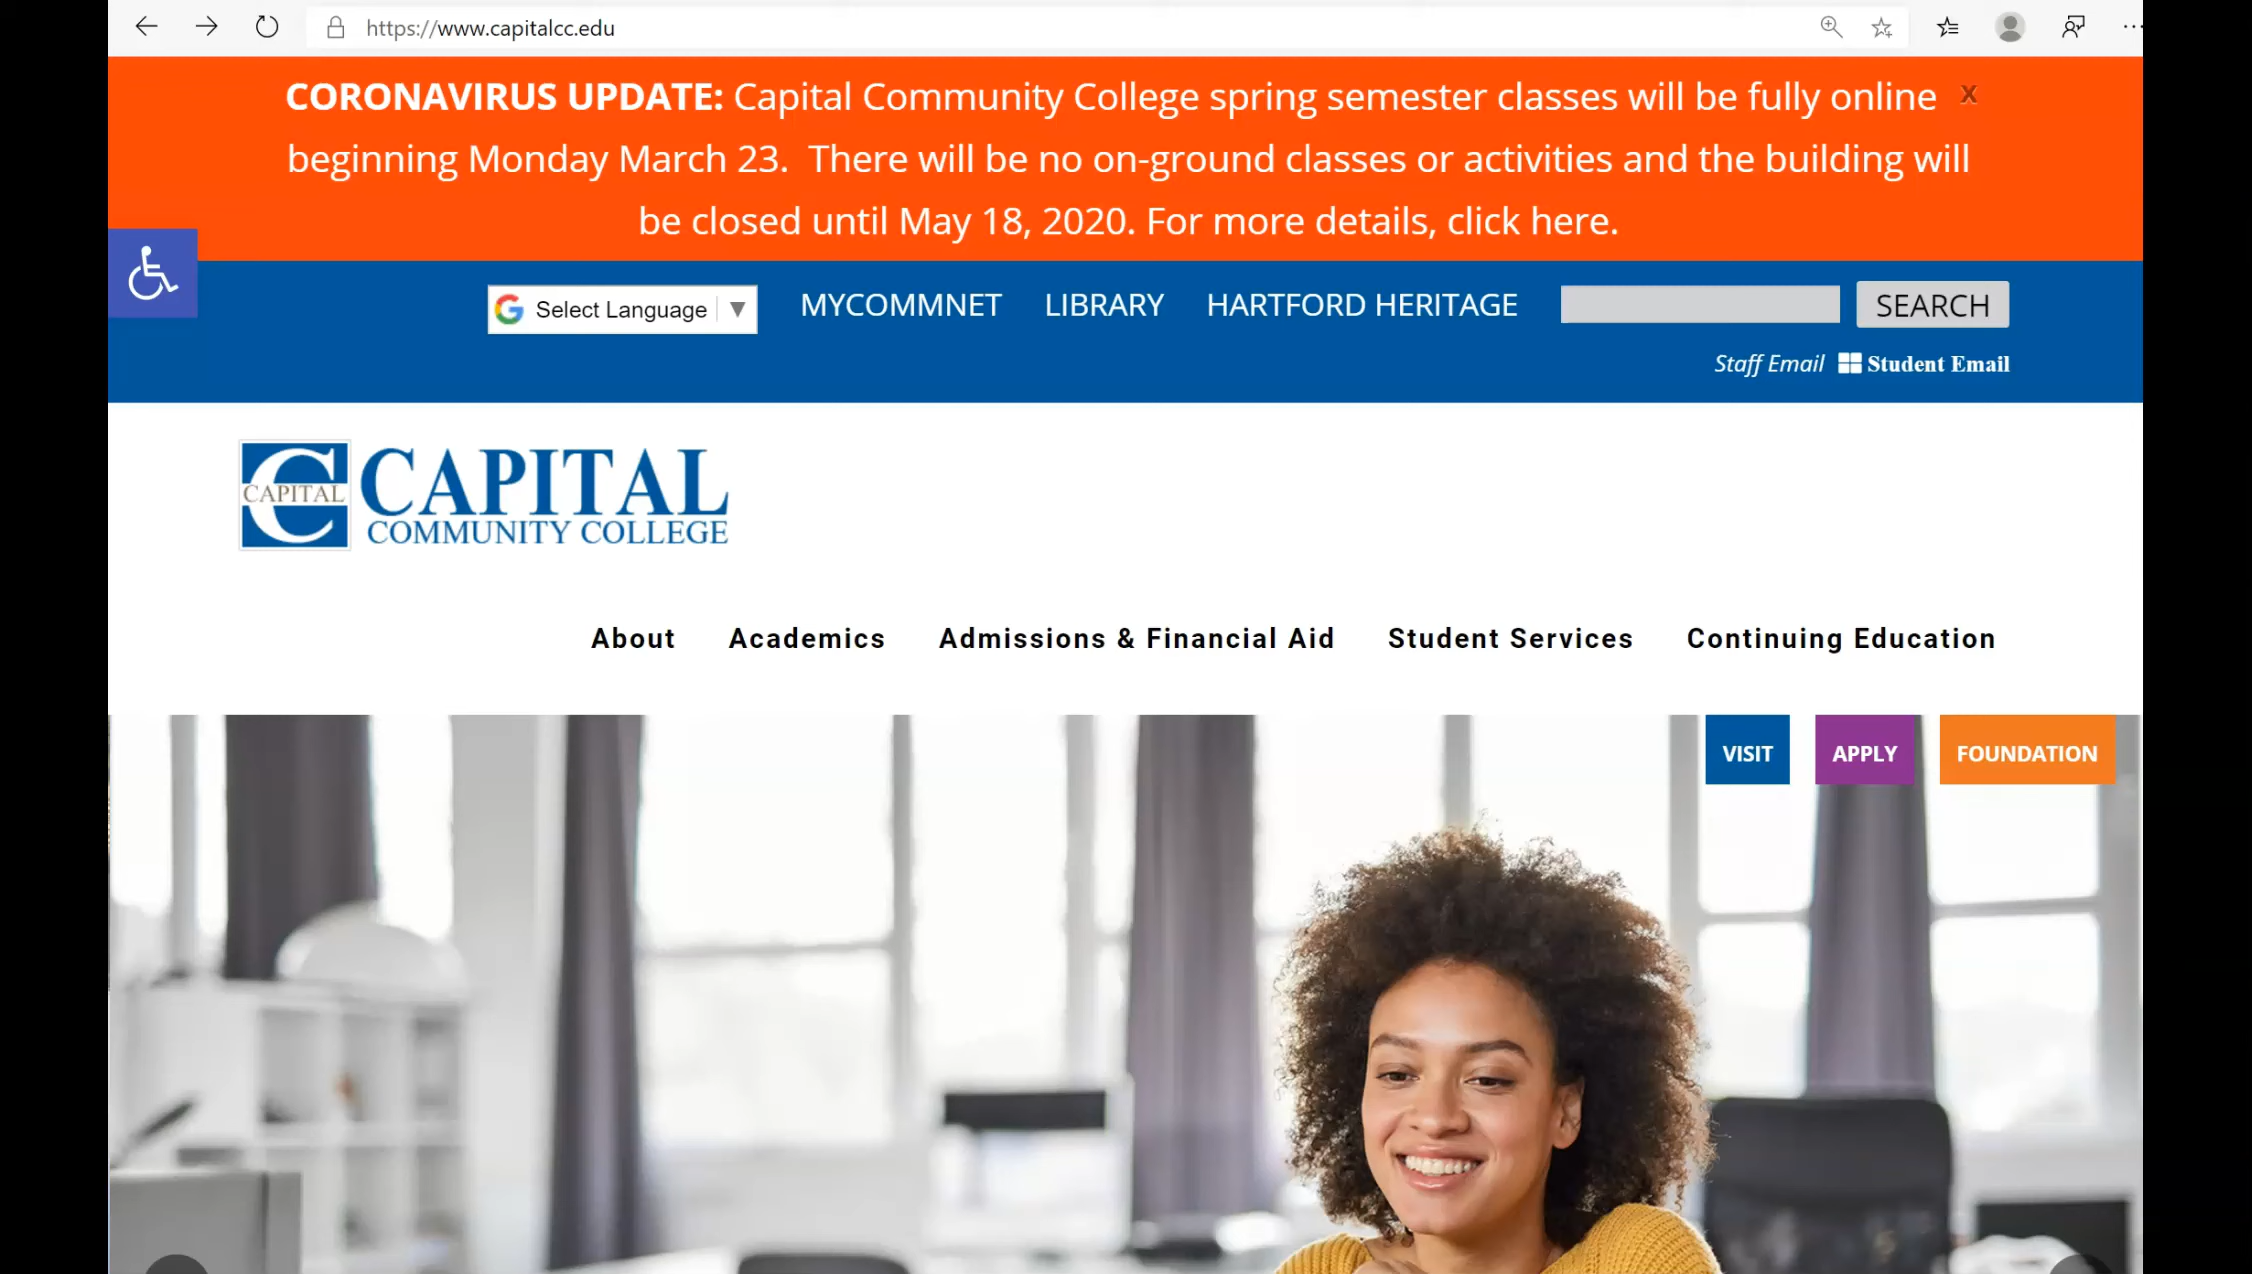 https://www.capitalcc.edu
CORONAVIRUS UPDATE: Capital Community College spring semester classes will be fully online X
beginning Monday March 23.  There will be no on-ground classes or activities and the building will
be closed until May 18, 2020. For more details, click here.
Select Language ▼ MYCOMMNET LIBRARY HARTFORD HERITAGE SEARCH
Staff Email Student Email
CAPITAL CAPITAL
COMMUNITY COLLEGE
About Academics Admissions & Financial Aid Student Services Continuing Education
VISIT APPLY FOUNDATION